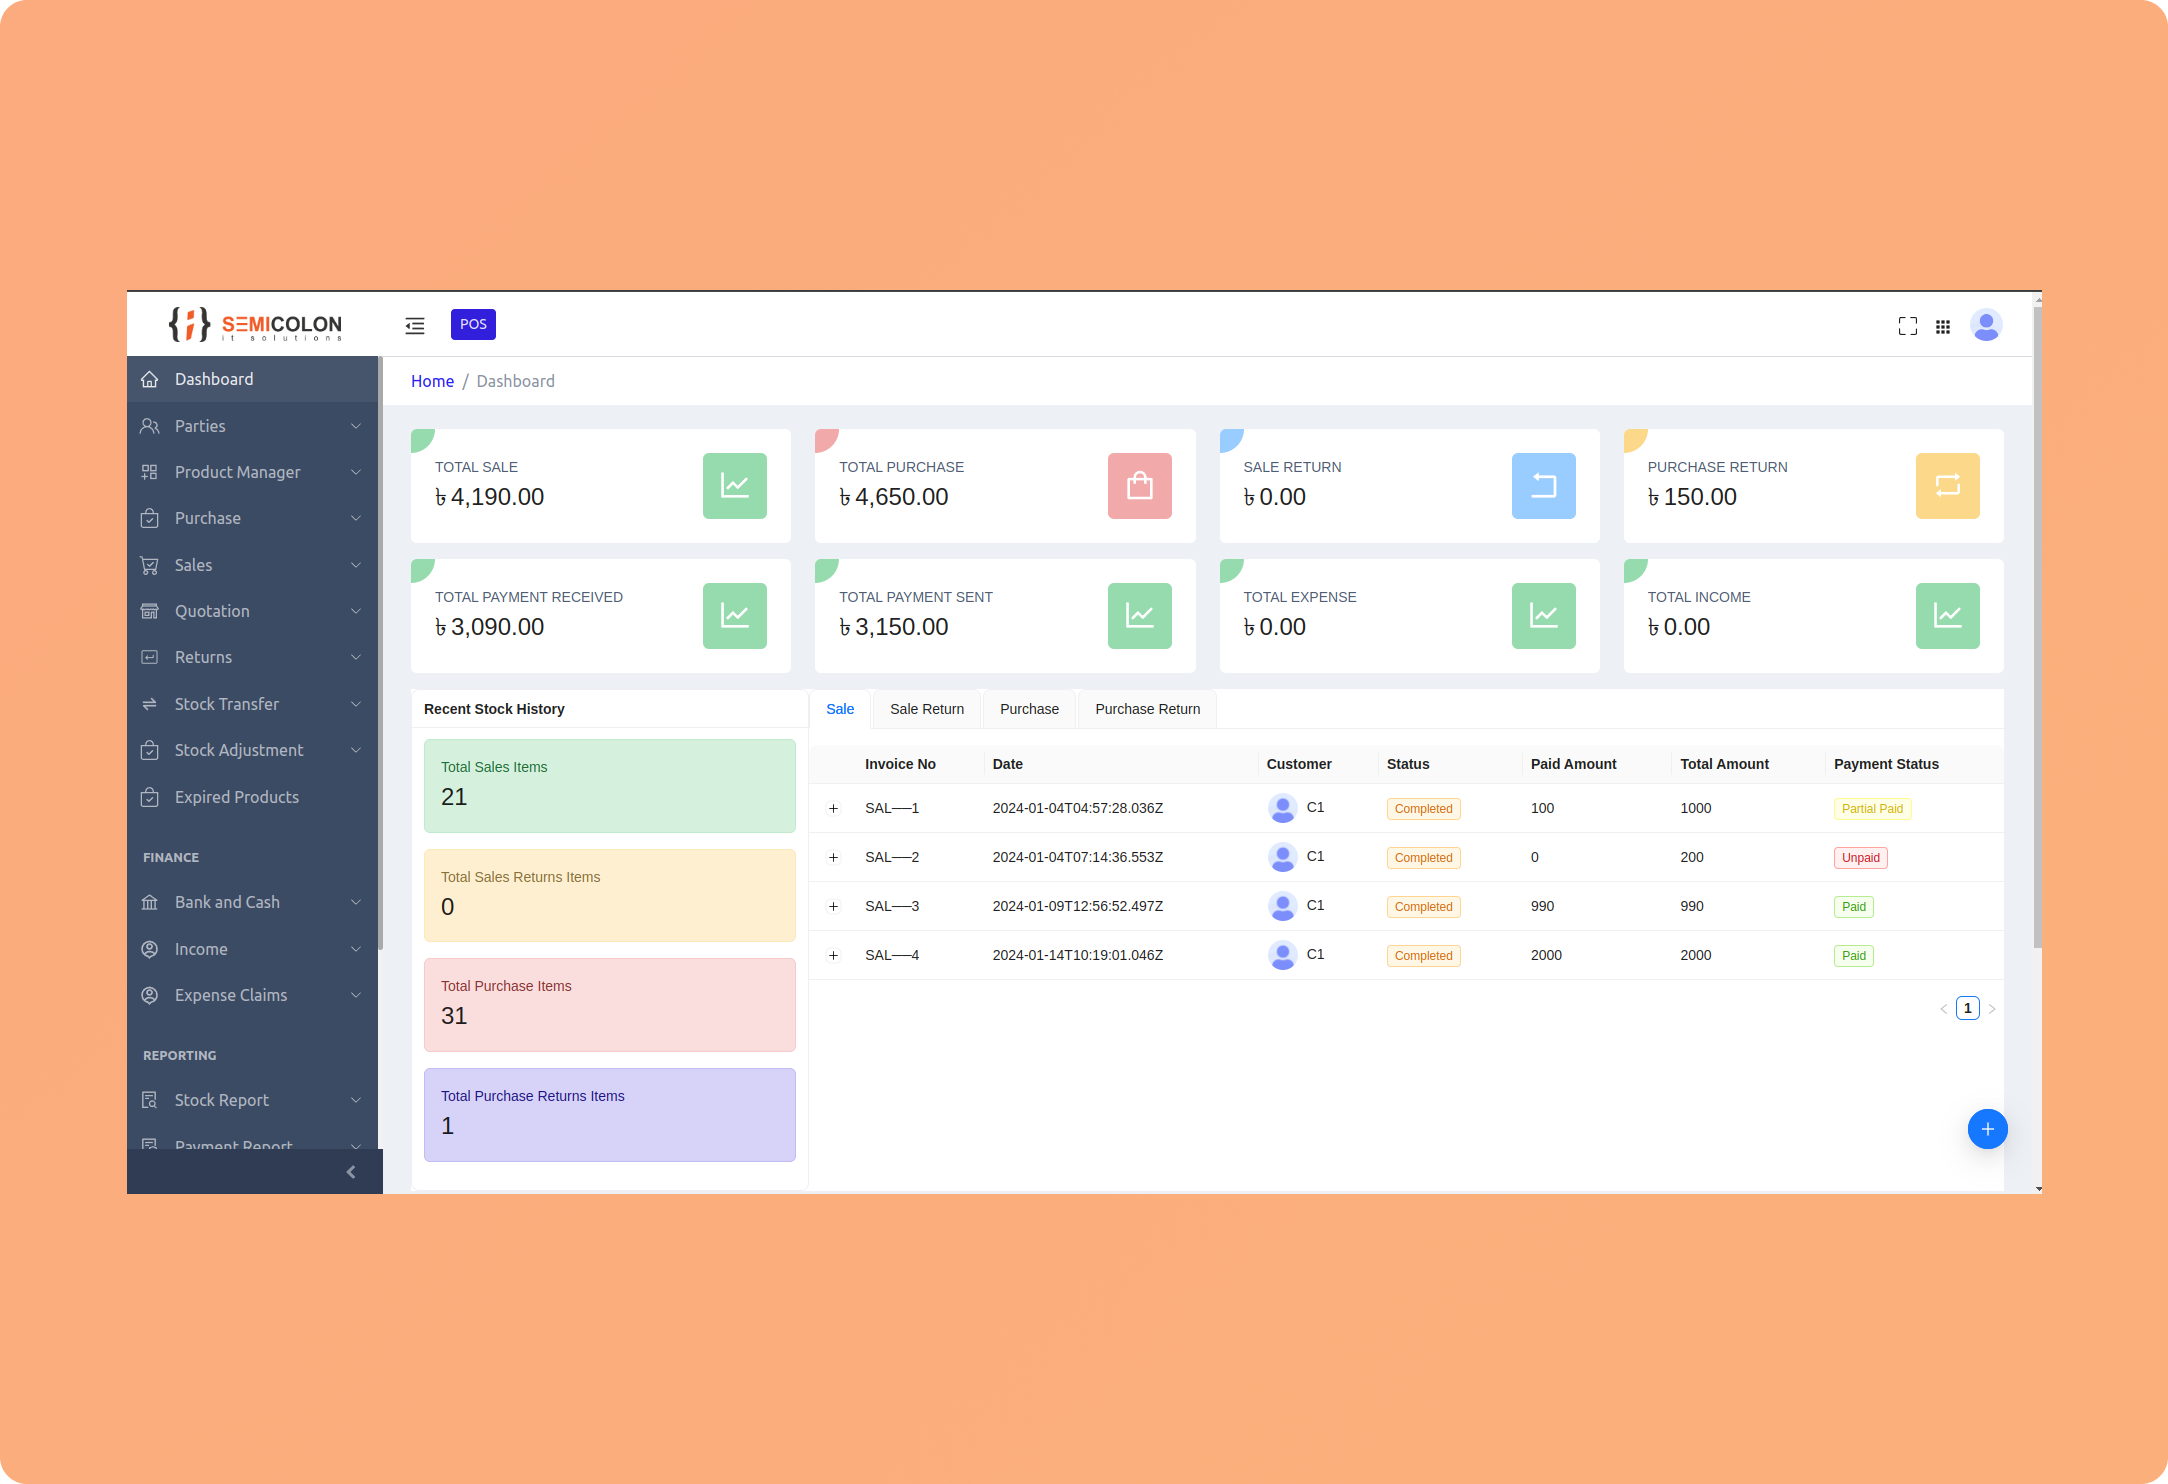 SEMICOLON
it solutions
POS
Home / Dashboard
Dashboard
Parties
Product Manager
Purchase
Sales
Quotation
Returns
Stock Transfer
Stock Adjustment
Expired Products
FINANCE
Bank and Cash
Income
Expense Claims
REPORTING
Stock Report
Payment Report
TOTAL SALE
৳ 4,190.00
TOTAL PURCHASE
৳ 4,650.00
SALE RETURN
৳ 0.00
PURCHASE RETURN
৳ 150.00
TOTAL PAYMENT RECEIVED
৳ 3,090.00
TOTAL PAYMENT SENT
৳ 3,150.00
TOTAL EXPENSE
৳ 0.00
TOTAL INCOME
৳ 0.00
Recent Stock History
Total Sales Items
21
Total Sales Returns Items
0
Total Purchase Items
31
Total Purchase Returns Items
1
Sale Sale Return Purchase Purchase Return
Invoice No Date Customer Status Paid Amount Total Amount Payment Status
SAL——1 2024-01-04T04:57:28.036Z C1 Completed 100 1000 Partial Paid
SAL——2 2024-01-04T07:14:36.553Z C1 Completed 0 200 Unpaid
SAL——3 2024-01-09T12:56:52.497Z C1 Completed 990 990 Paid
SAL——4 2024-01-14T10:19:01.046Z C1 Completed 2000 2000 Paid
< 1 >